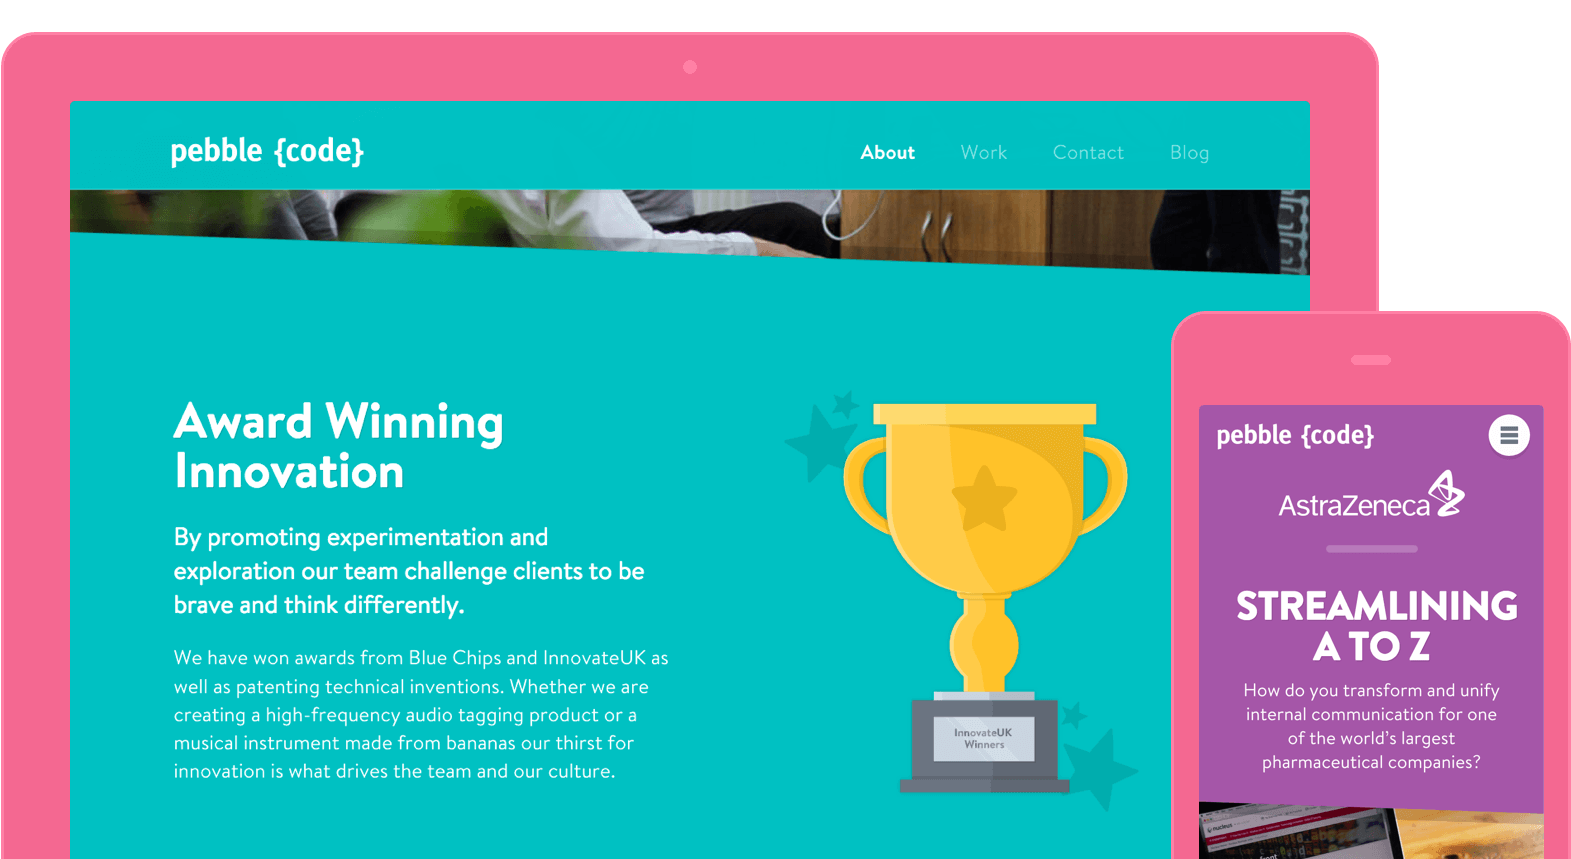 pebble {code}
About Work Contact Blog
Award Winning
Innovation
By promoting experimentation and
exploration our team challenge clients to be
brave and think differently.
We have won awards from Blue Chips and InnovateUK as
well as patenting technical inventions. Whether we are
creating a high-frequency audio tagging product or a
musical instrument made from bananas our thirst for
innovation is what drives the team and our culture.
InnovateUK
Winners
pebble {code}
AstraZeneca
STREAMLINING
A TO Z
How do you transform and unify
internal communication for one
of the world's largest
pharmaceutical companies?
nucleus